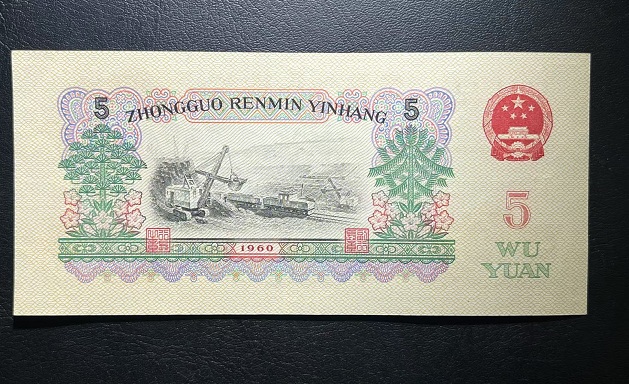 5 ZHONGGUO RENMIN YINHANG 5
1960
5
WU
YUAN